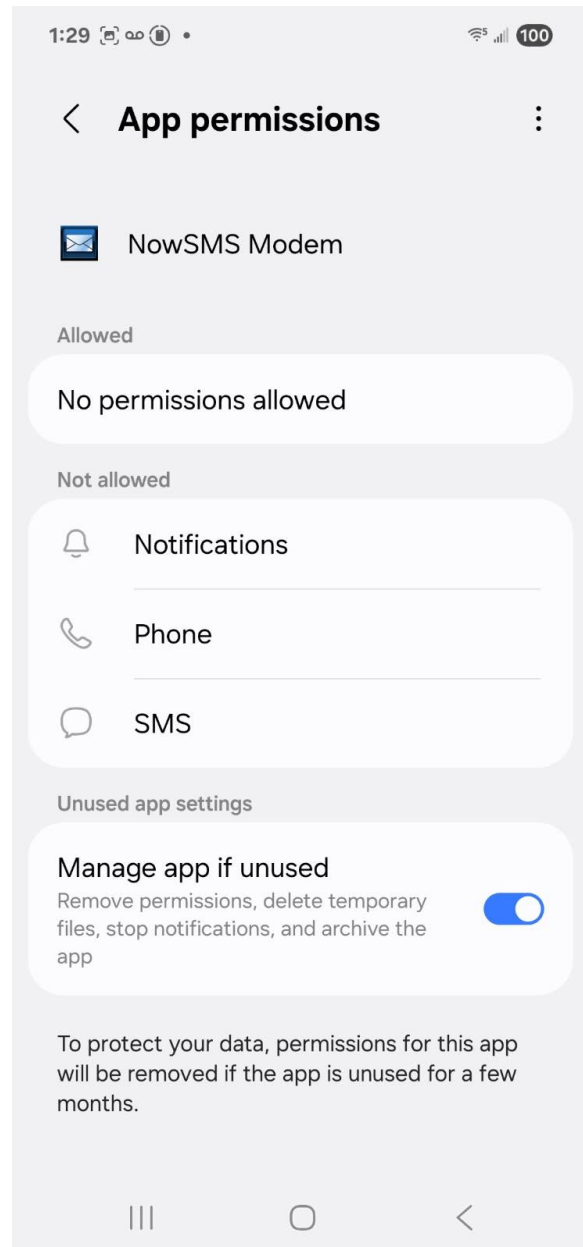 1:29
5
100
App permissions
NowSMS Modem
Allowed
No permissions allowed
Not allowed
Notifications
Phone
SMS
Unused app settings
Manage app if unused
Remove permissions, delete temporary
files, stop notifications, and archive the
app
To protect your data, permissions for this app
will be removed if the app is unused for a few
months.